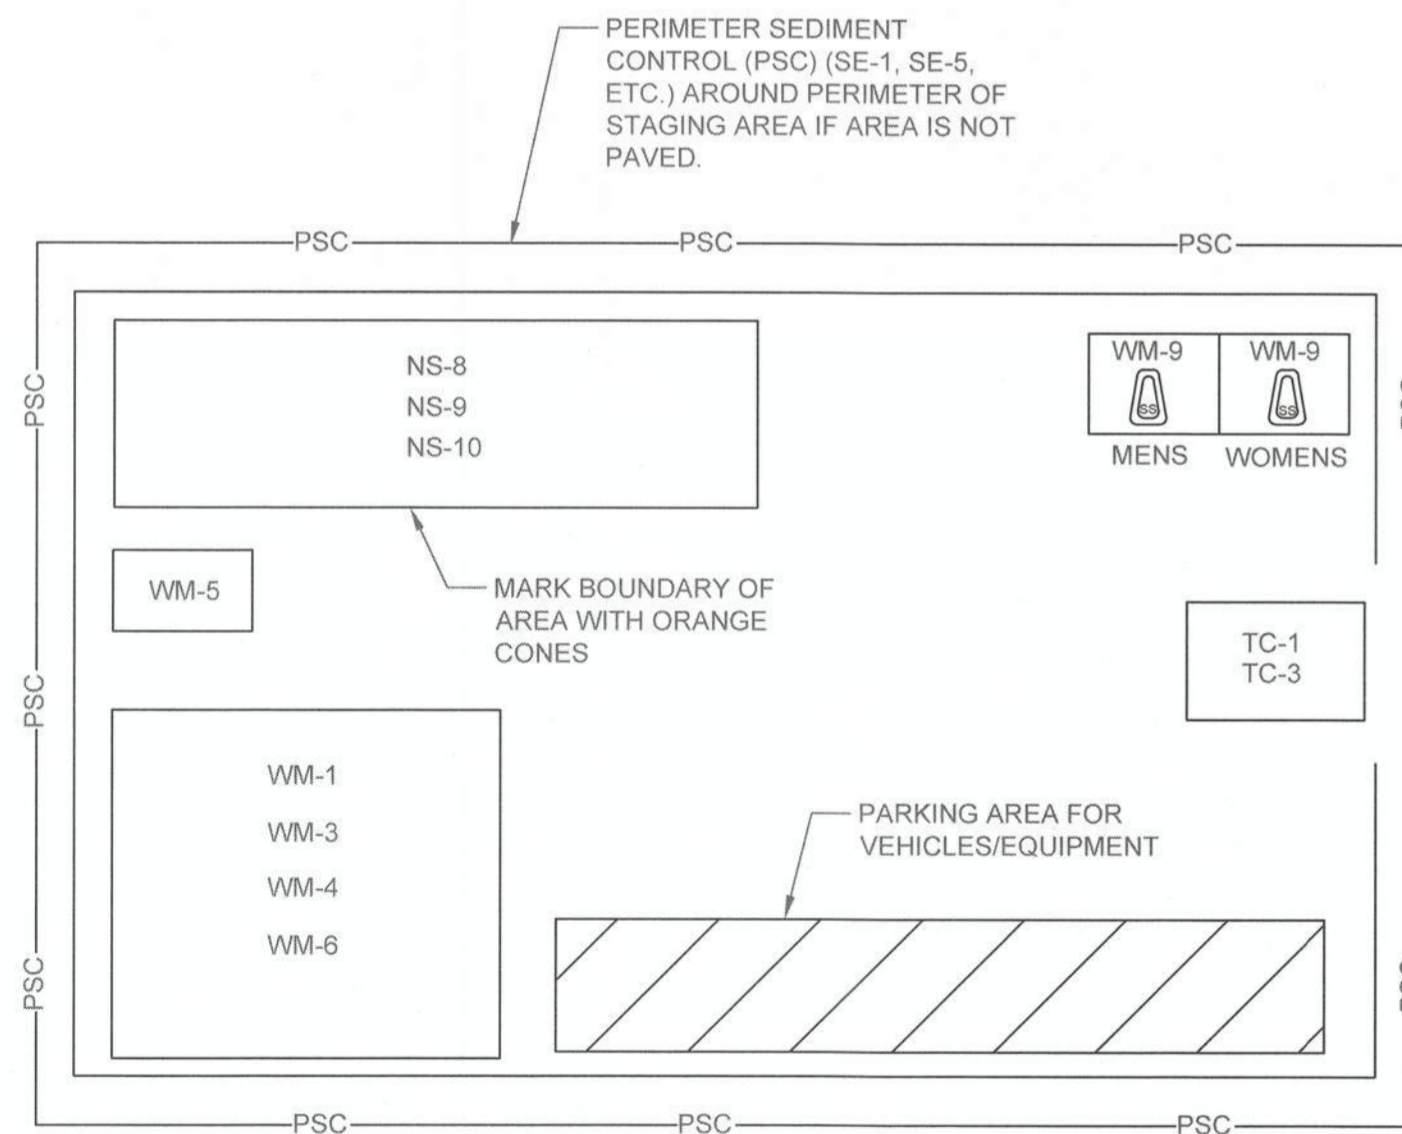 PERIMETER SEDIMENT
CONTROL (PSC) (SE-1, SE-5,
ETC.) AROUND PERIMETER OF
STAGING AREA IF AREA IS NOT
PAVED.
PSC
PSC
PSC
PSC
NS-8
NS-9
NS-10
WM-9
SS
MENS
WM-9
SS
WOMENS
WM-5
MARK BOUNDARY OF
AREA WITH ORANGE
CONES
TC-1
TC-3
PSC
WM-1
WM-3
WM-4
WM-6
PARKING AREA FOR
VEHICLES/EQUIPMENT
PSC
PSC
PSC
PSC